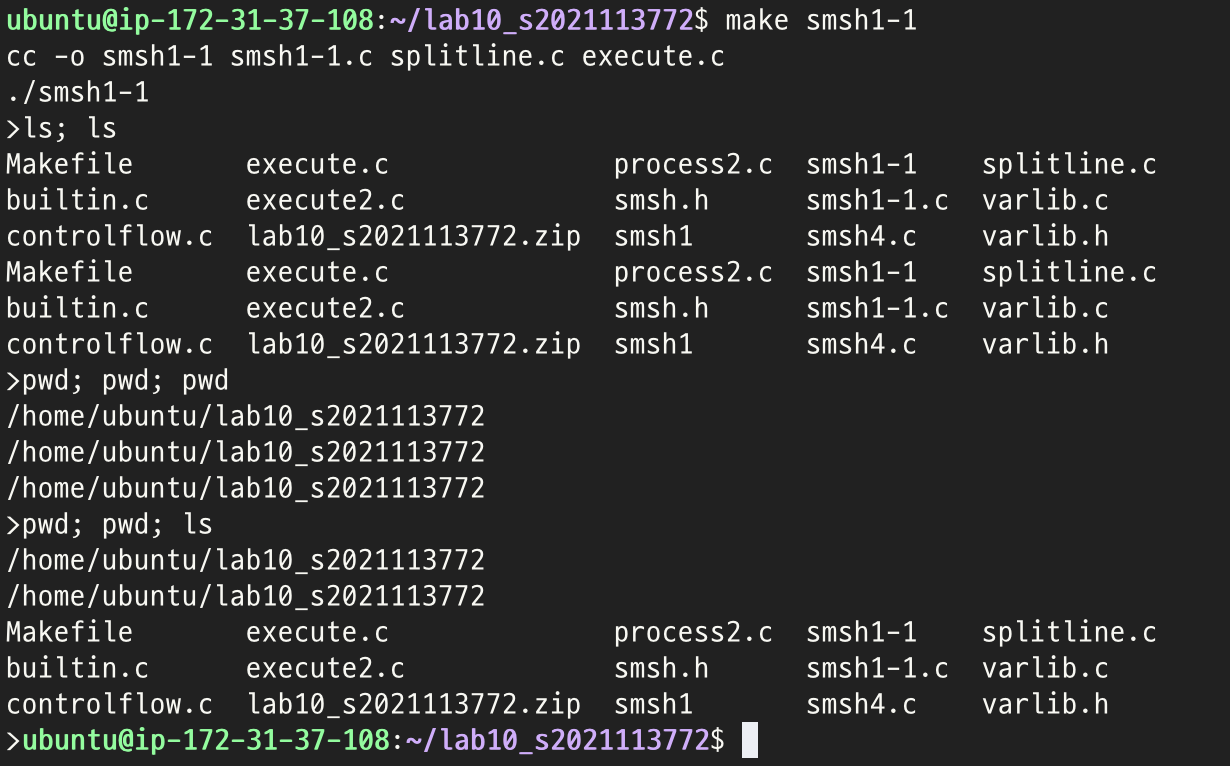 ubuntu@ip-172-31-37-108:~/lab10_s2021113772$ make smsh1-1
cc -o smsh1-1 smsh1-1.c splitline.c execute.c
./smsh1-1
>ls; ls
Makefile       execute.c              process2.c  smsh1-1    splitline.c
builtin.c      execute2.c             smsh.h      smsh1-1.c  varlib.c
controlflow.c  lab10_s2021113772.zip  smsh1       smsh4.c    varlib.h
Makefile       execute.c              process2.c  smsh1-1    splitline.c
builtin.c      execute2.c             smsh.h      smsh1-1.c  varlib.c
controlflow.c  lab10_s2021113772.zip  smsh1       smsh4.c    varlib.h
>pwd; pwd; pwd
/home/ubuntu/lab10_s2021113772
/home/ubuntu/lab10_s2021113772
/home/ubuntu/lab10_s2021113772
>pwd; pwd; ls
/home/ubuntu/lab10_s2021113772
/home/ubuntu/lab10_s2021113772
Makefile       execute.c              process2.c  smsh1-1    splitline.c
builtin.c      execute2.c             smsh.h      smsh1-1.c  varlib.c
controlflow.c  lab10_s2021113772.zip  smsh1       smsh4.c    varlib.h
>ubuntu@ip-172-31-37-108:~/lab10_s2021113772$